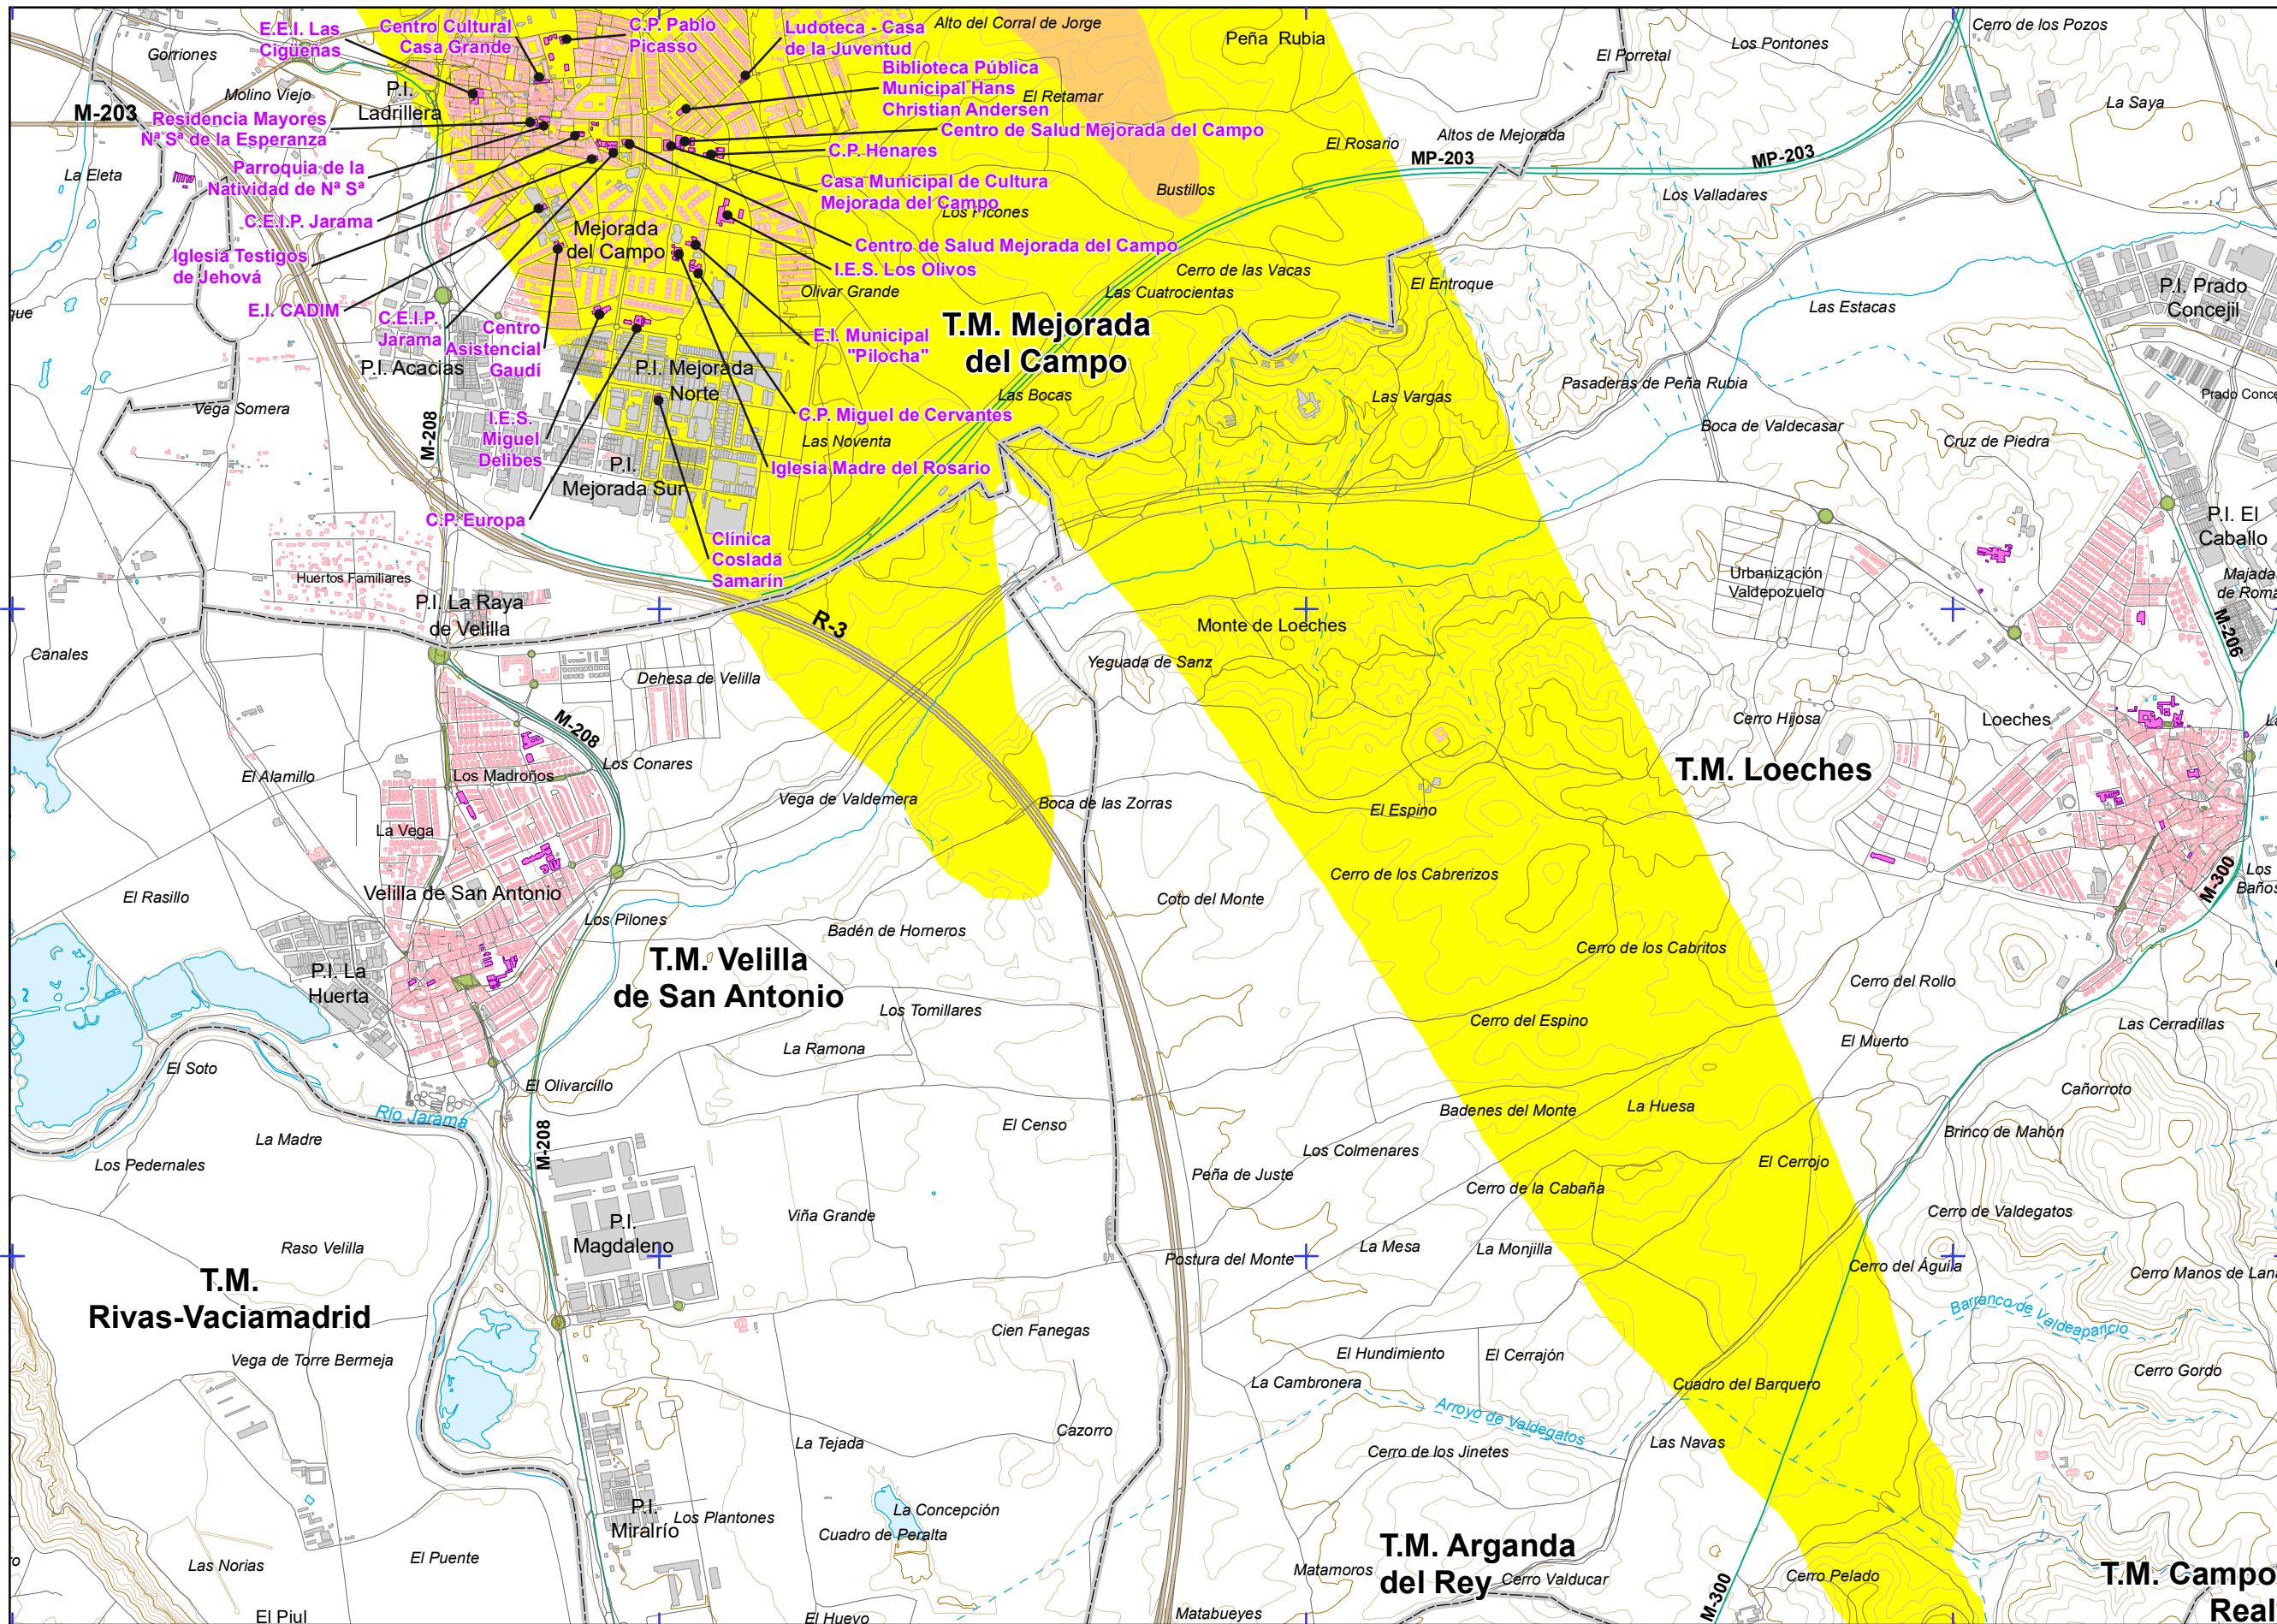 E.E.I. Las
Cigüeñas
Centro Cultural
Casa Grande
C.P. Pablo
Picasso
Ludoteca - Casa
de la Juventud
Alto del Corral de Jorge
Peña Rubia
El Porretal
Los Pontones
Cerro de los Pozos
Gorriones
Molino Viejo
P.I.
Ladrillera
M-203
Biblioteca Pública
Municipal Hans
Christian Andersen
El Retamar
La Saya
Residencia Mayores
Nª Sª de la Esperanza
Centro de Salud Mejorada del Campo
El Rosario
Altos de Mejorada
MP-203
MP-203
C.P. Henares
La Eleta
Parroquia de la
Natividad de Nª Sª
Casa Municipal de Cultura
Mejorada del Campo
Bustillos
Los Valladares
Los Picones
C.E.I.P. Jarama
Mejorada
del Campo
Centro de Salud Mejorada del Campo
Iglesia Testigos
de Jehová
I.E.S. Los Olivos
Cerro de las Vacas
El Entroque
Olivar Grande
Las Cuatrocientas
Las Estacas
P.I. Prado
Concejil
E.I. CADIM
C.E.I.P.
Jarama
Centro
Asistencial
Gaudí
E.I. Municipal
"Pilocha"
T.M. Mejorada
del Campo
P.I. Acacias
P.I. Mejorada
Norte
Las Bocas
Las Vargas
Pasaderas de Peña Rubia
Prado Conce
Vega Somera
M-208
I.E.S.
Miguel
Delibes
C.P. Miguel de Cervantes
Las Noventa
Boca de Valdecasar
Cruz de Piedra
P.I.
Mejorada Sur
Iglesia Madre del Rosario
C.P. Europa
Clínica
Coslada
Samarín
P.I. El
Caballo
Huertos Familiares
Urbanización
Valdepozuelo
Majada
de Roma
P.I. La Raya
de Velilla
R-3
Monte de Loeches
M-206
Canales
Dehesa de Velilla
Yeguada de Sanz
M-208
Cerro Hijosa
Loeches
El Alamillo
Los Madroños
Los Conares
T.M. Loeches
Vega de Valdemera
Boca de las Zorras
El Espino
La Vega
El Rasillo
Velilla de San Antonio
Cerro de los Cabrerizos
M-300
Los
Baños
Los Pilones
Badén de Horneros
Coto del Monte
Cerro de los Cabritos
P.I. La
Huerta
T.M. Velilla
de San Antonio
Cerro del Rollo
Los Tomillares
Cerro del Espino
Las Cerradillas
La Ramona
El Muerto
El Soto
El Olivarcillo
Cañorroto
Río Jarama
La Madre
El Censo
Badenes del Monte
La Huesa
Brinco de Mahón
M-208
Los Pedernales
Los Colmenares
Peña de Juste
El Cerrojo
Cerro de la Cabaña
P.I.
Magdaleno
Viña Grande
Cerro de Valdegatos
Raso Velilla
Postura del Monte
La Mesa
La Monjilla
Cerro del Águila
Cerro Manos de Lana
T.M.
Rivas-Vaciamadrid
Barranco de Valdeaparicio
Cien Fanegas
Vega de Torre Bermeja
El Hundimiento
El Cerrajón
La Cambronera
Cuadro del Barquero
Cerro Gordo
Arroyo de Valdegatos
La Tejada
Cazorro
Cerro de los Jinetes
Las Navas
P.I.
Miralrío
Los Plantones
La Concepción
Cuadro de Peralta
T.M. Arganda
del Rey
Las Norias
El Puente
Matamoros
Cerro Valducar
Cerro Pelado
T.M. Campo
Real
M-300
El Piul
El Huevo
Matabueyes